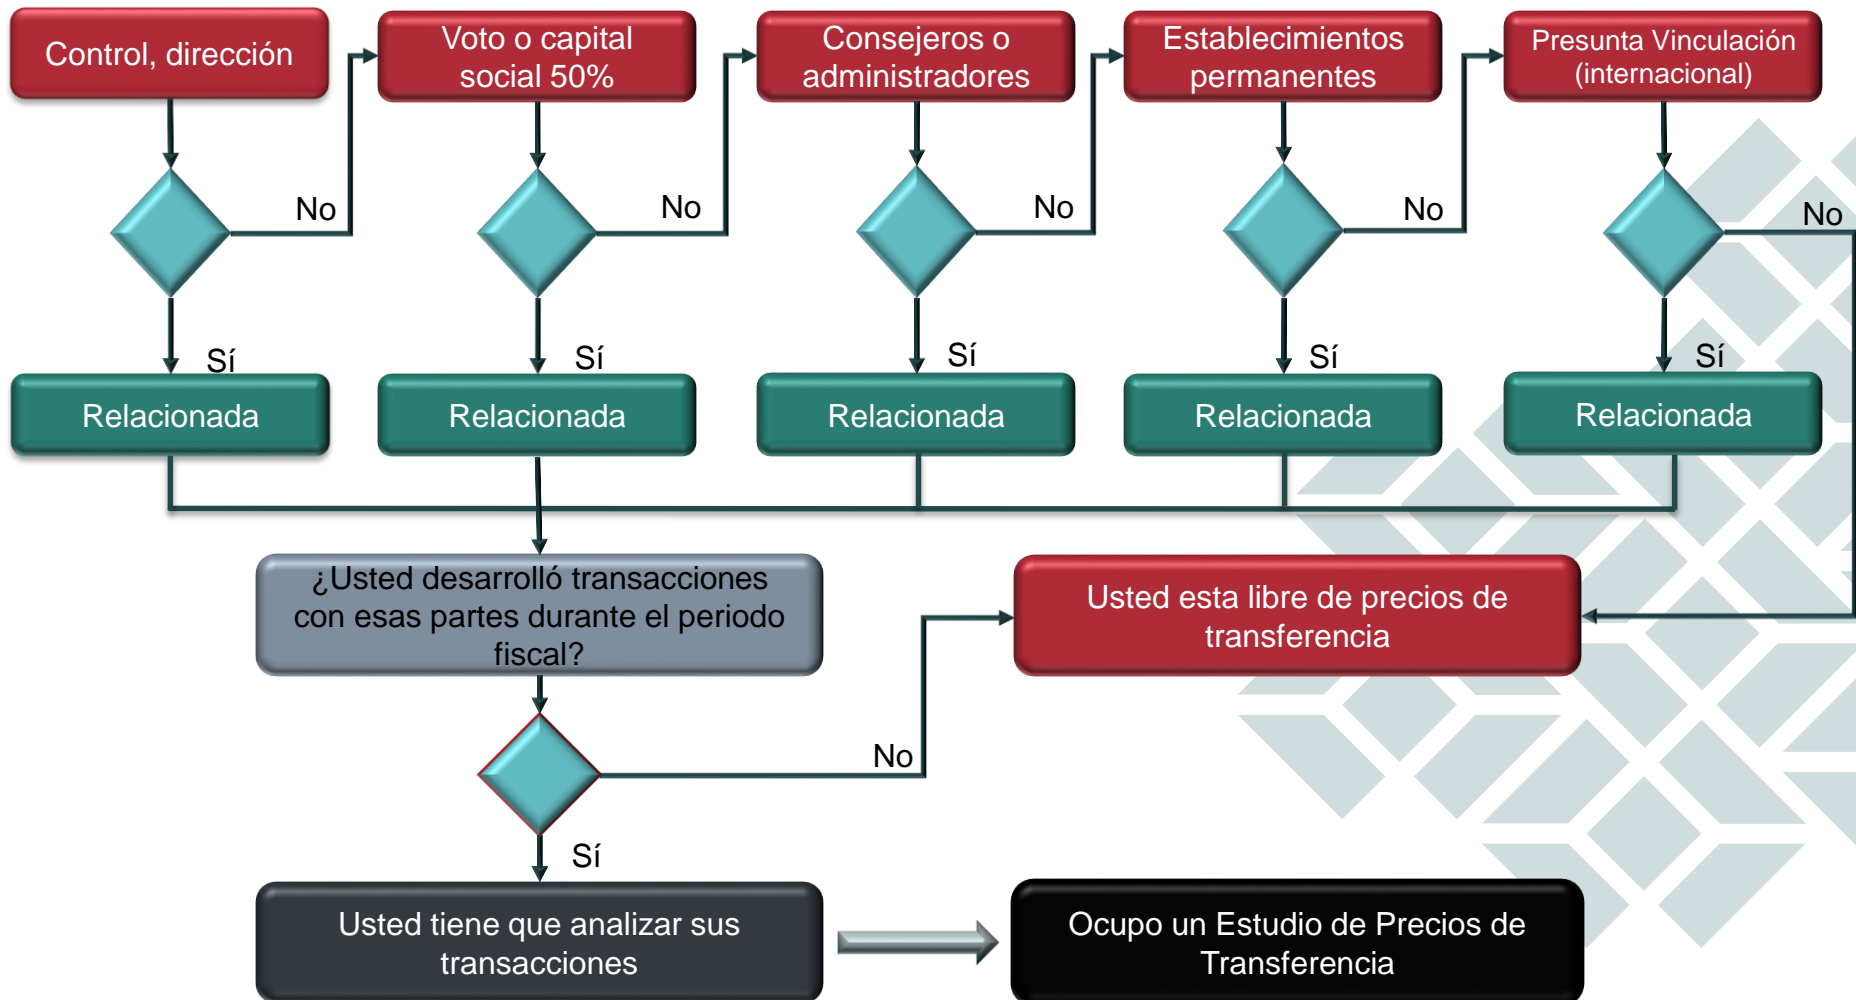 Control, dirección
Voto o capital
social 50%
Consejeros o
administradores
Establecimientos
permanentes
Presunta Vinculación
(internacional)
No
No
No
No
No
Sí
Sí
Sí
Sí
Sí
Relacionada
Relacionada
Relacionada
Relacionada
Relacionada
¿Usted desarrolló transacciones
con esas partes durante el periodo
fiscal?
Usted esta libre de precios de
transferencia
No
Sí
Usted tiene que analizar sus
transacciones
Ocupo un Estudio de Precios de
Transferencia